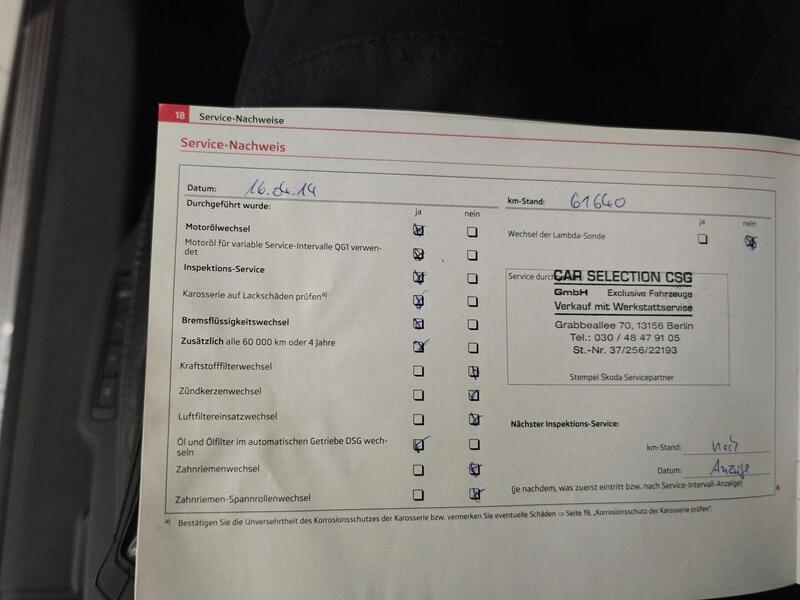 18 Service-Nachweise
Service-Nachweis
Datum: 16.04.14
km-Stand: 61640
Durchgeführt wurde:
ja nein
ja nein
Motorölwechsel
Wechsel der Lambda-Sonde
Motoröl für variable Service-Intervalle QG1 verwen-
det
Inspektions-Service
Karosserie auf Lackschäden prüfen a)
Bremsflüssigkeitswechsel
Zusätzlich alle 60 000 km oder 4 Jahre
Kraftstofffilterwechsel
Zündkerzenwechsel
Luftfiltereinsatzwechsel
Öl und Ölfilter im automatischen Getriebe DSG wech-
seln
Zahnriemenwechsel
Zahnriemen-Spannrollenwechsel
Service durch
CAR SELECTION CSG
GmbH Exclusive Fahrzeuge
Verkauf mit Werkstattservice
Grabbeallee 70, 13156 Berlin
Tel.: 030 / 48 47 91 05
St.-Nr. 37/256/22193
Stempel Škoda Servicepartner
Nächster Inspektions-Service:
km-Stand: nach
Datum: Anzeige
(je nachdem, was zuerst eintritt bzw. nach Service-Intervall-Anzeige)
a) Bestätigen Sie die Unversehrtheit des Korrosionsschutzes der Karosserie bzw. vermerken Sie eventuelle Schäden ⇒ Seite 19, „Korrosionsschutz der Karosserie prüfen“.